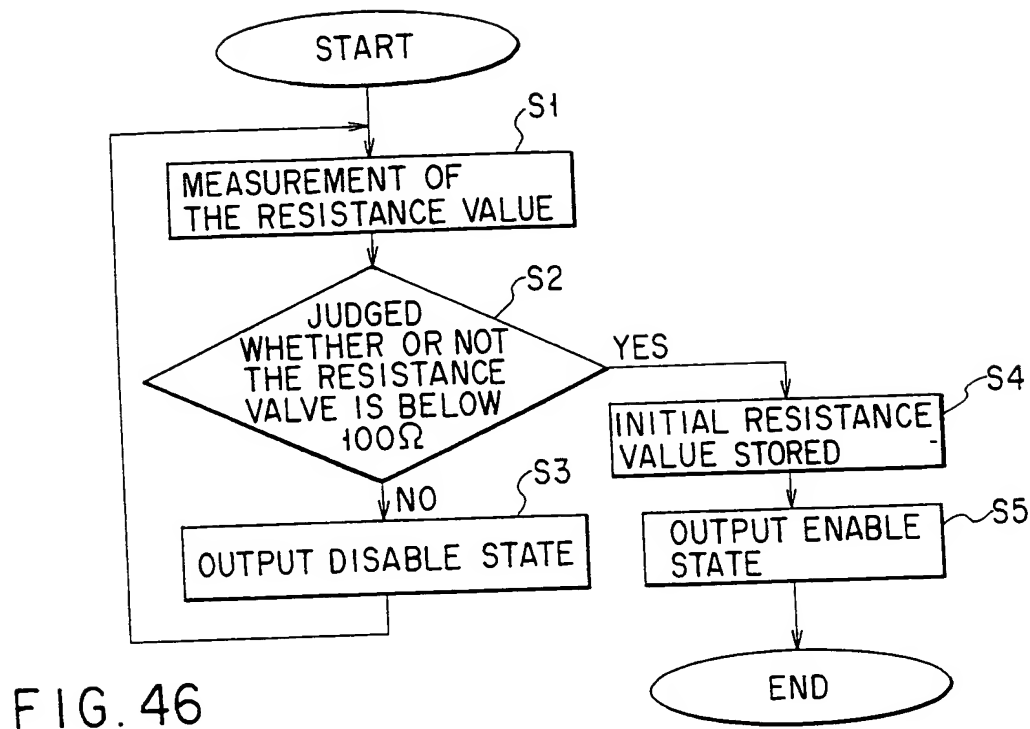 START
S1
MEASUREMENT OF
THE RESISTANCE VALUE
S2
JUDGED
WHETHER OR NOT
THE RESISTANCE
VALVE IS BELOW
100Ω
YES
S4
INITIAL RESISTANCE
VALUE STORED
NO
S3
OUTPUT DISABLE STATE
S5
OUTPUT ENABLE
STATE
END
FIG. 46